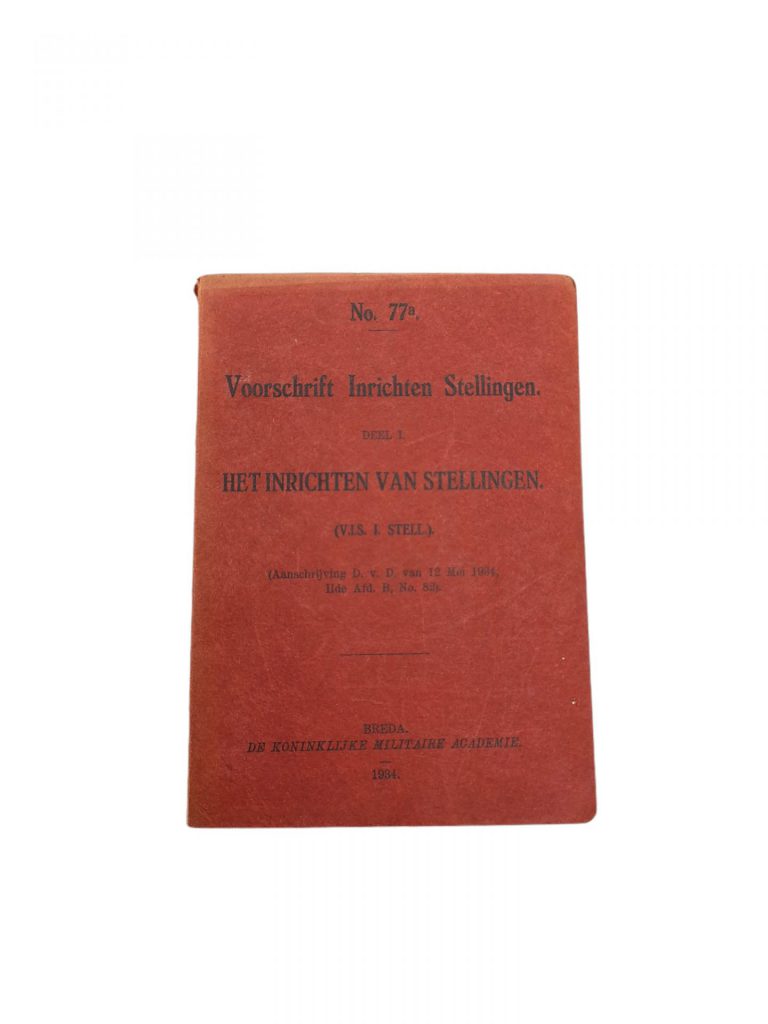 No. 77a.
Voorschrift Inrichten Stellingen.
DEEL I.
HET INRICHTEN VAN STELLINGEN.
(V.I.S. I. STELL.).
(Aanschrijving D. v. D. van 12 Mei 1934,
IIde Afd. B, No. 82).
BREDA.
DE KONINKLIJKE MILITAIRE ACADEMIE.
1934.